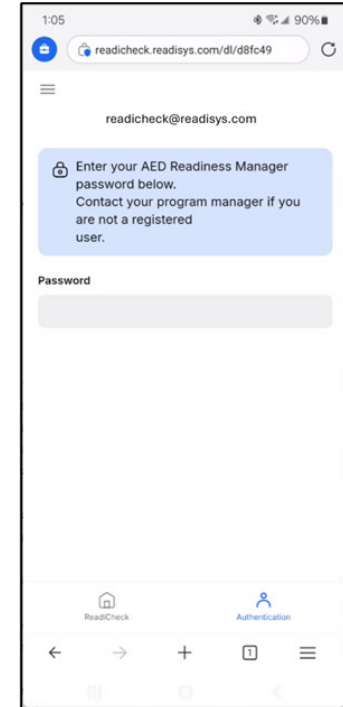 1:05 90%
readicheck.readisys.com/dl/d8fc49
readicheck@readisys.com
Enter your AED Readiness Manager
password below.
Contact your program manager if you
are not a registered
user.
Password
ReadiCheck Authentication
1